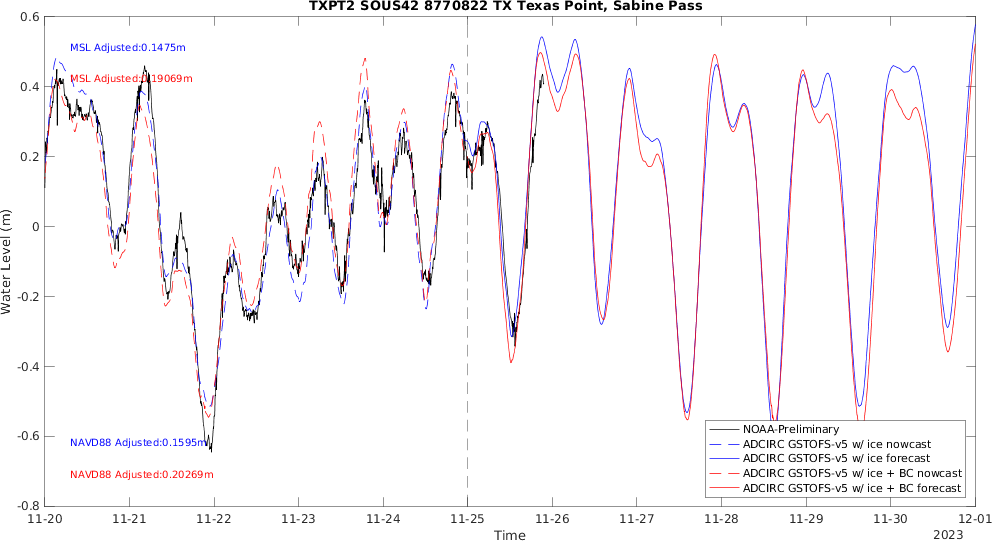 TXPT2 SOUS42 8770822 TX Texas Point, Sabine Pass
0.6
0.4
0.2
0
-0.2
-0.4
-0.6
-0.8
Water Level (m)
MSL Adjusted:0.1475m
MSL Adjusted:0.19069m
NAVD88 Adjusted:0.1595m
NAVD88 Adjusted:0.20269m
NOAA-Preliminary
ADCIRC GSTOFS-v5 w/ ice nowcast
ADCIRC GSTOFS-v5 w/ ice forecast
ADCIRC GSTOFS-v5 w/ ice + BC nowcast
ADCIRC GSTOFS-v5 w/ ice + BC forecast
11-20 11-21 11-22 11-23 11-24 11-25 11-26 11-27 11-28 11-29 11-30 12-01
Time
2023